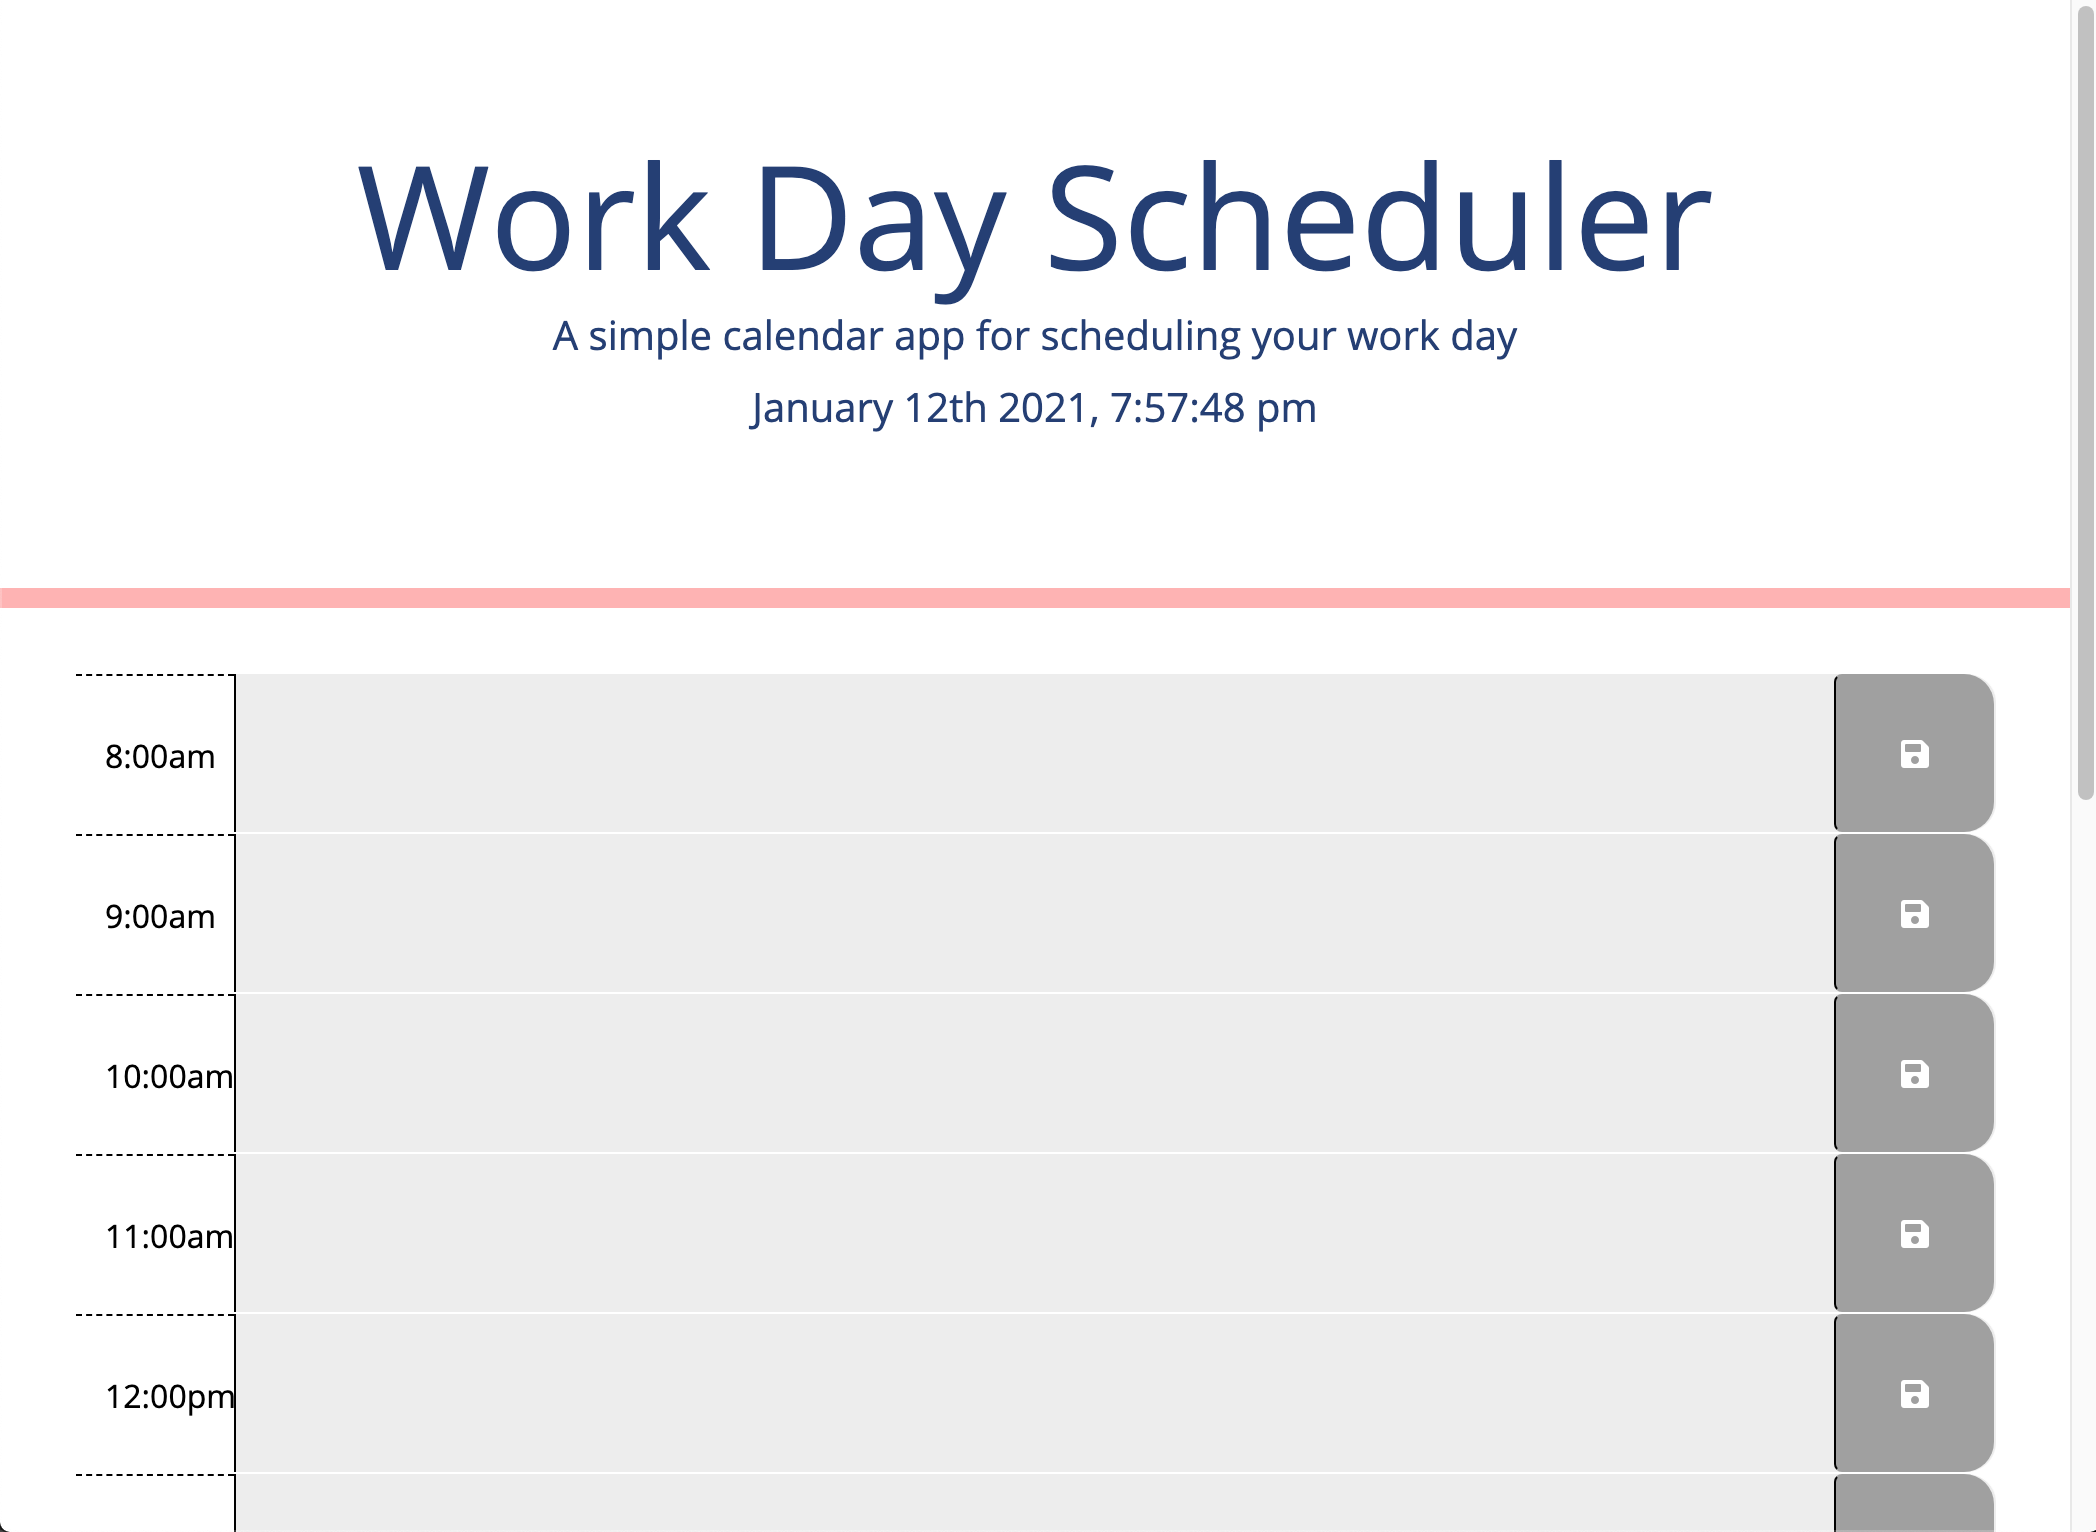 Work Day Scheduler
A simple calendar app for scheduling your work day
January 12th 2021, 7:57:48 pm
8:00am
9:00am
10:00am
11:00am
12:00pm